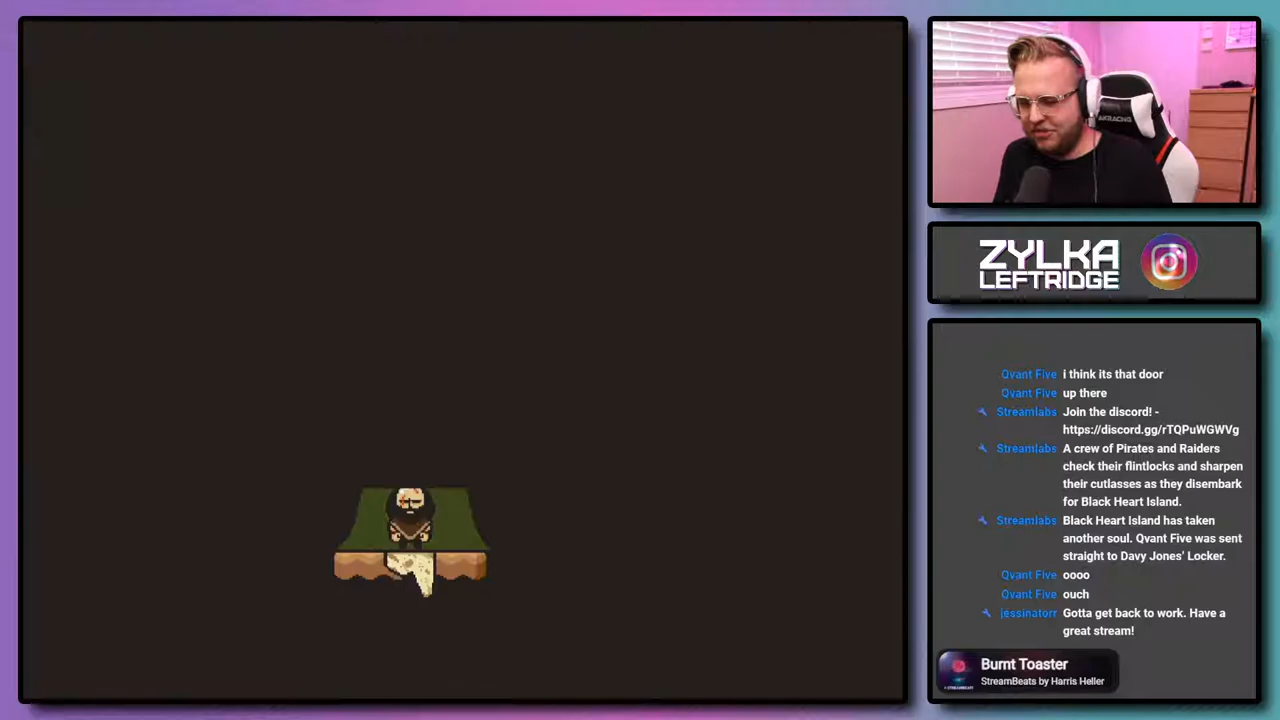 AKRACING
ZYLKA
LEFTRIDGE
Qvant Five i think its that door
Qvant Five up there
Streamlabs Join the discord! -
https://discord.gg/rTQPuWGWVg
Streamlabs A crew of Pirates and Raiders
check their flintlocks and sharpen
their cutlasses as they disembark
for Black Heart Island.
Streamlabs Black Heart Island has taken
another soul. Qvant Five was sent
straight to Davy Jones' Locker.
Qvant Five oooo
Qvant Five ouch
jessinatorr Gotta get back to work. Have a
great stream!
Burnt Toaster
StreamBeats by Harris Heller